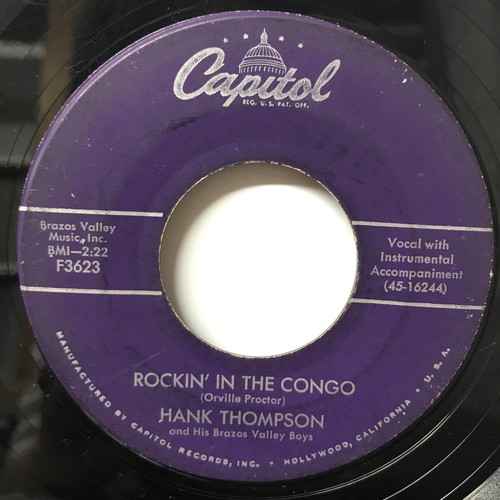 Capitol
REG. U.S. PAT. OFF.
Brazos Valley
Music, Inc.
BMI—2:22
F3623
Vocal with
Instrumental
Accompaniment
(45-16244)
ROCKIN' IN THE CONGO
(Orville Proctor)
HANK THOMPSON
and His Brazos Valley Boys
MANUFACTURED BY CAPITOL RECORDS, INC. • HOLLYWOOD, CALIFORNIA • U.S.A.